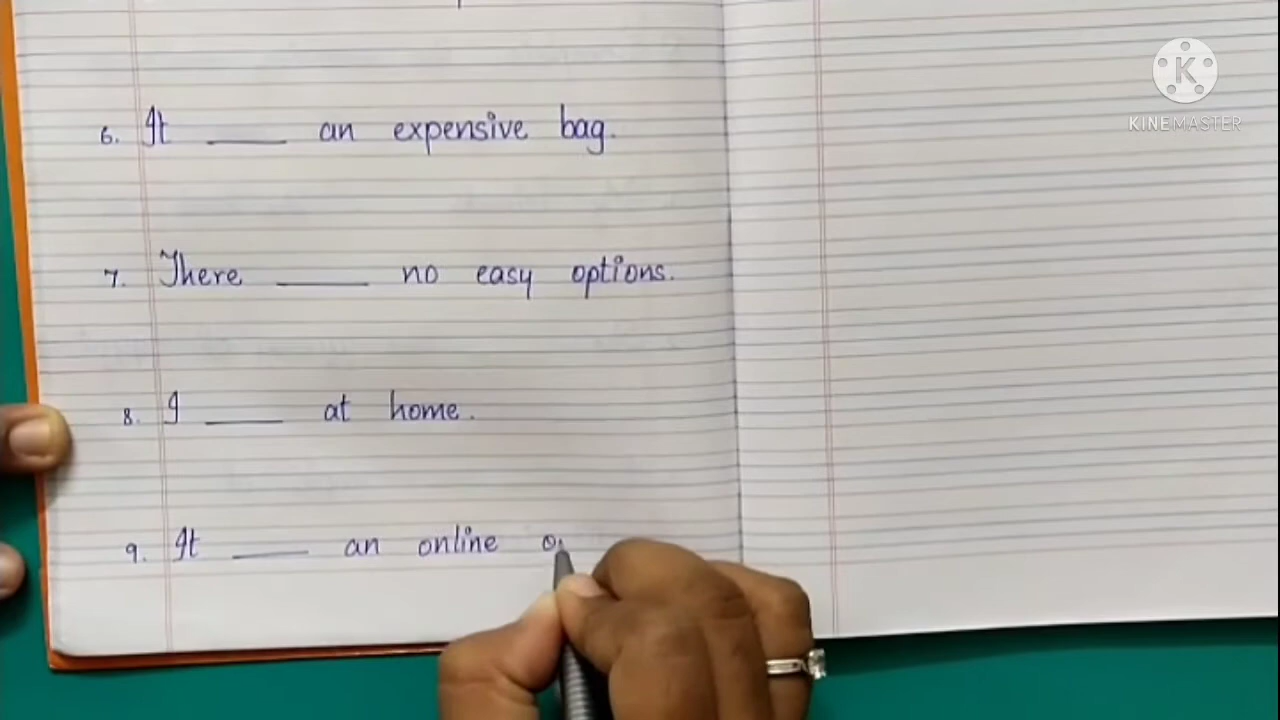 6. It ____ an expensive bag.
7. There ____ no easy options.
8. I ____ at home.
9. It ____ an online
KINEMASTER